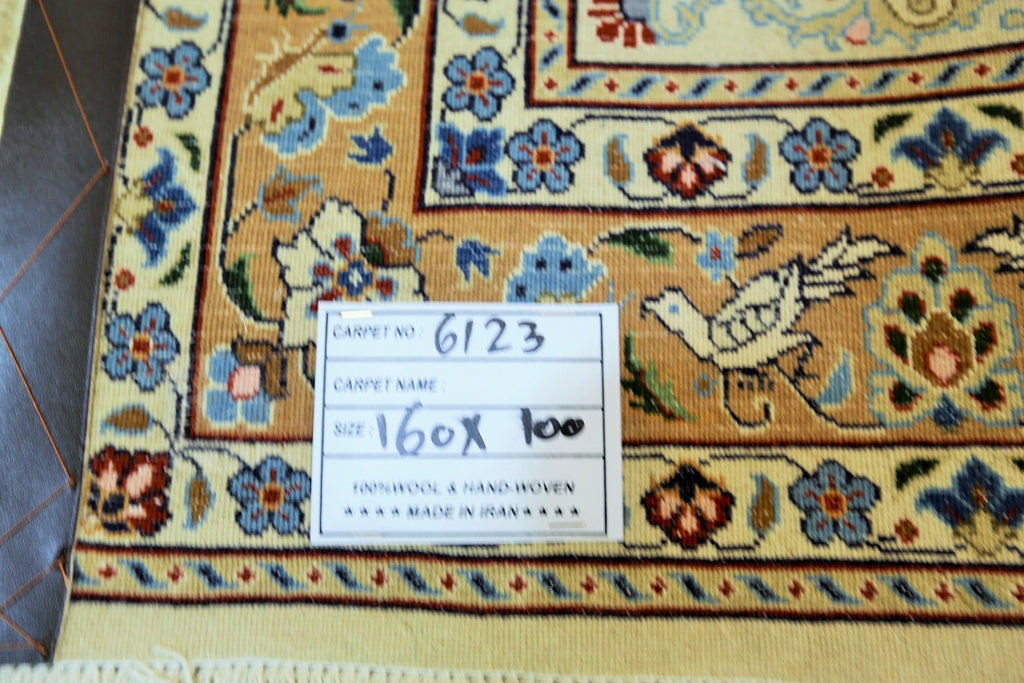 CARPET NO : 6123
CARPET NAME :
SIZE : 160X 100
100%WOOL & HAND-WOVEN
★★★★ MADE IN IRAN ★★★★